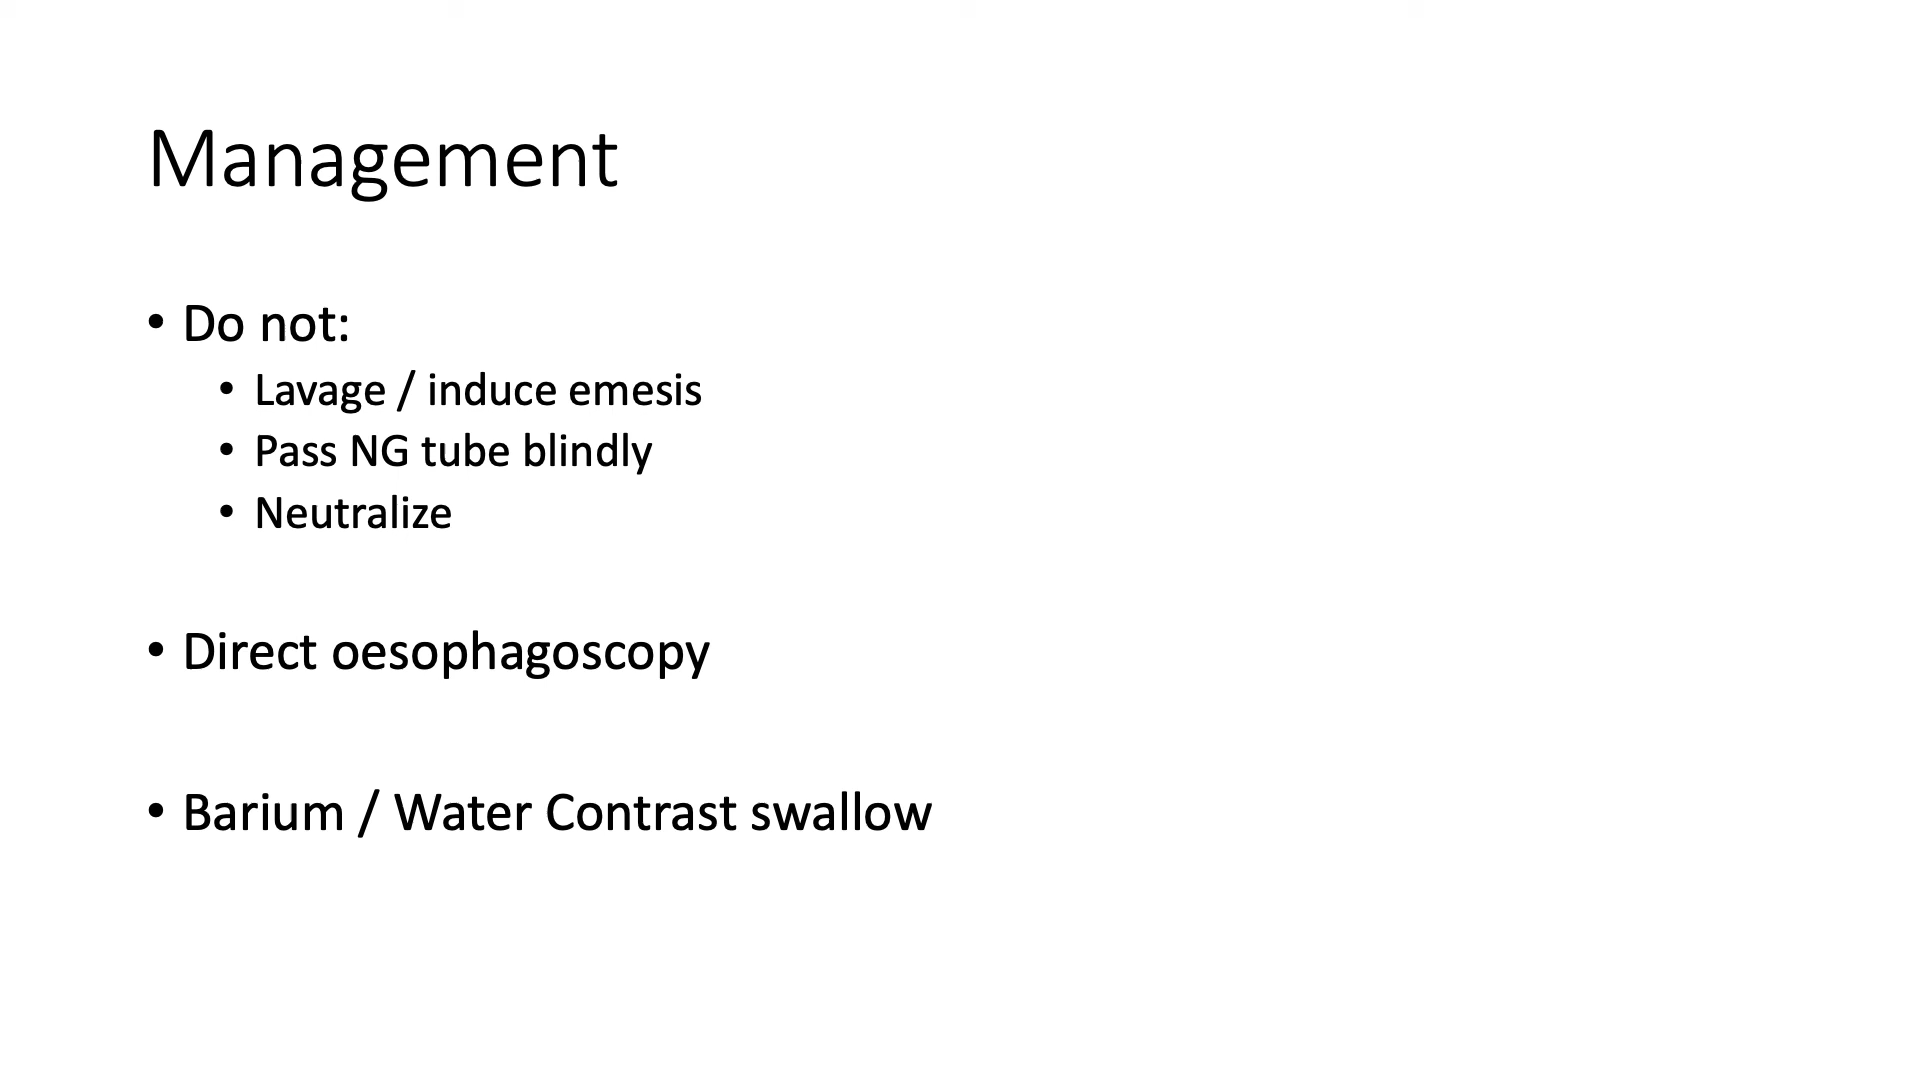 Management
• Do not:
• Lavage / induce emesis
• Pass NG tube blindly
• Neutralize
• Direct oesophagoscopy
• Barium / Water Contrast swallow